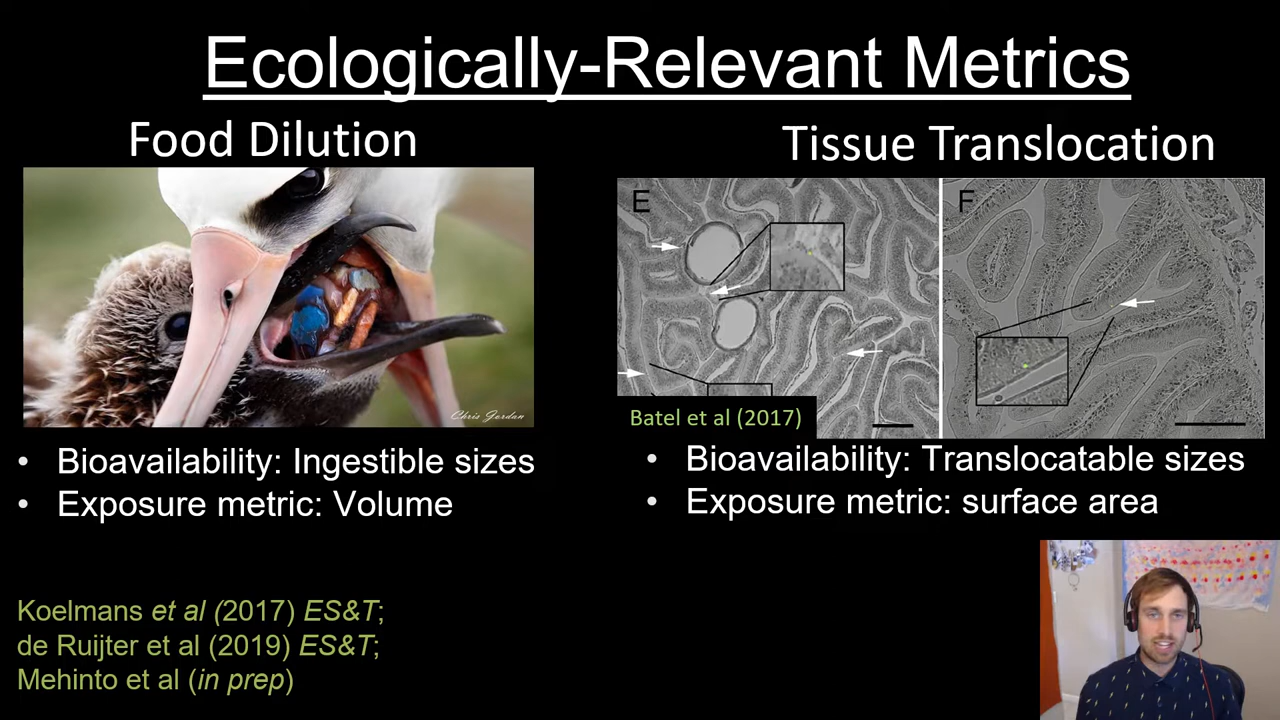 Ecologically-Relevant Metrics
Food Dilution
Chris Jordan
• Bioavailability: Ingestible sizes
• Exposure metric: Volume
Tissue Translocation
E
F
Batel et al (2017)
• Bioavailability: Translocatable sizes
• Exposure metric: surface area
Koelmans et al (2017) ES&T;
de Ruijter et al (2019) ES&T;
Mehinto et al (in prep)